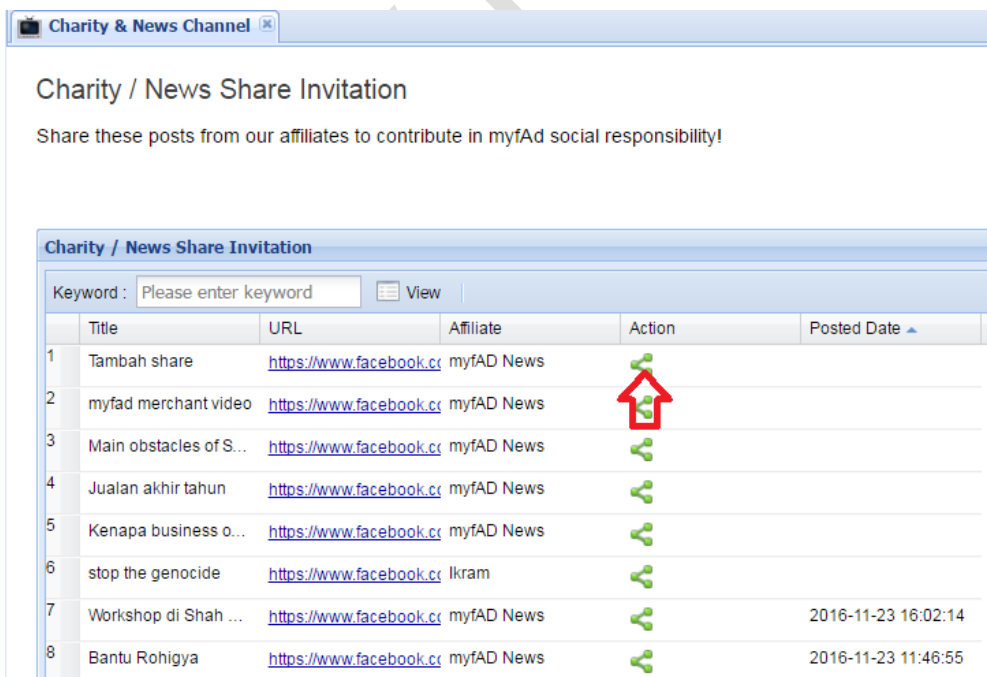 Charity & News Channel
Charity / News Share Invitation
Share these posts from our affiliates to contribute in myfAd social responsibility!
Charity / News Share Invitation
Keyword : Please enter keyword View
Title URL Affiliate Action Posted Date
1 Tambah share https://www.facebook.cc myfAD News
2 myfad merchant video https://www.facebook.cc myfAD News
3 Main obstacles of S... https://www.facebook.cc myfAD News
4 Jualan akhir tahun https://www.facebook.cc myfAD News
5 Kenapa business o... https://www.facebook.cc myfAD News
6 stop the genocide https://www.facebook.cc Ikram
7 Workshop di Shah ... https://www.facebook.cc myfAD News 2016-11-23 16:02:14
8 Bantu Rohigya https://www.facebook.cc myfAD News 2016-11-23 11:46:55